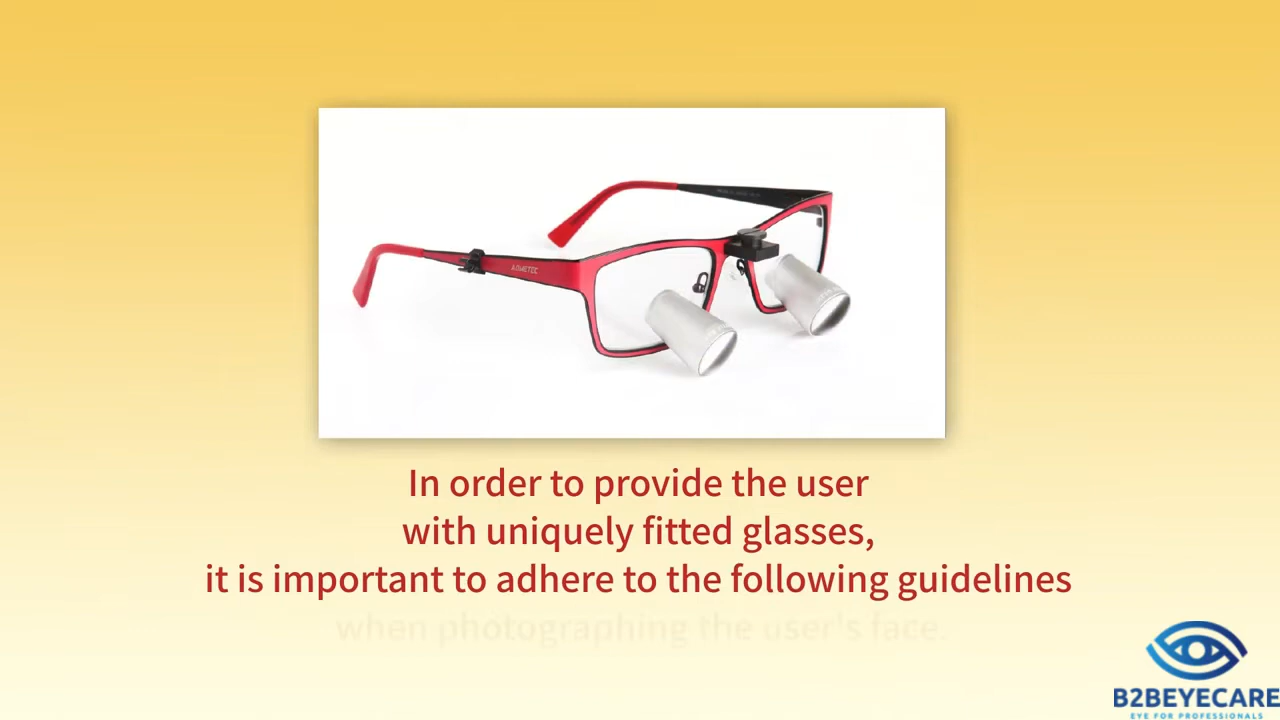 In order to provide the user
with uniquely fitted glasses,
it is important to adhere to the following guidelines
when photographing the user's face.
B2BEYECARE
EYE FOR PROFESSIONALS